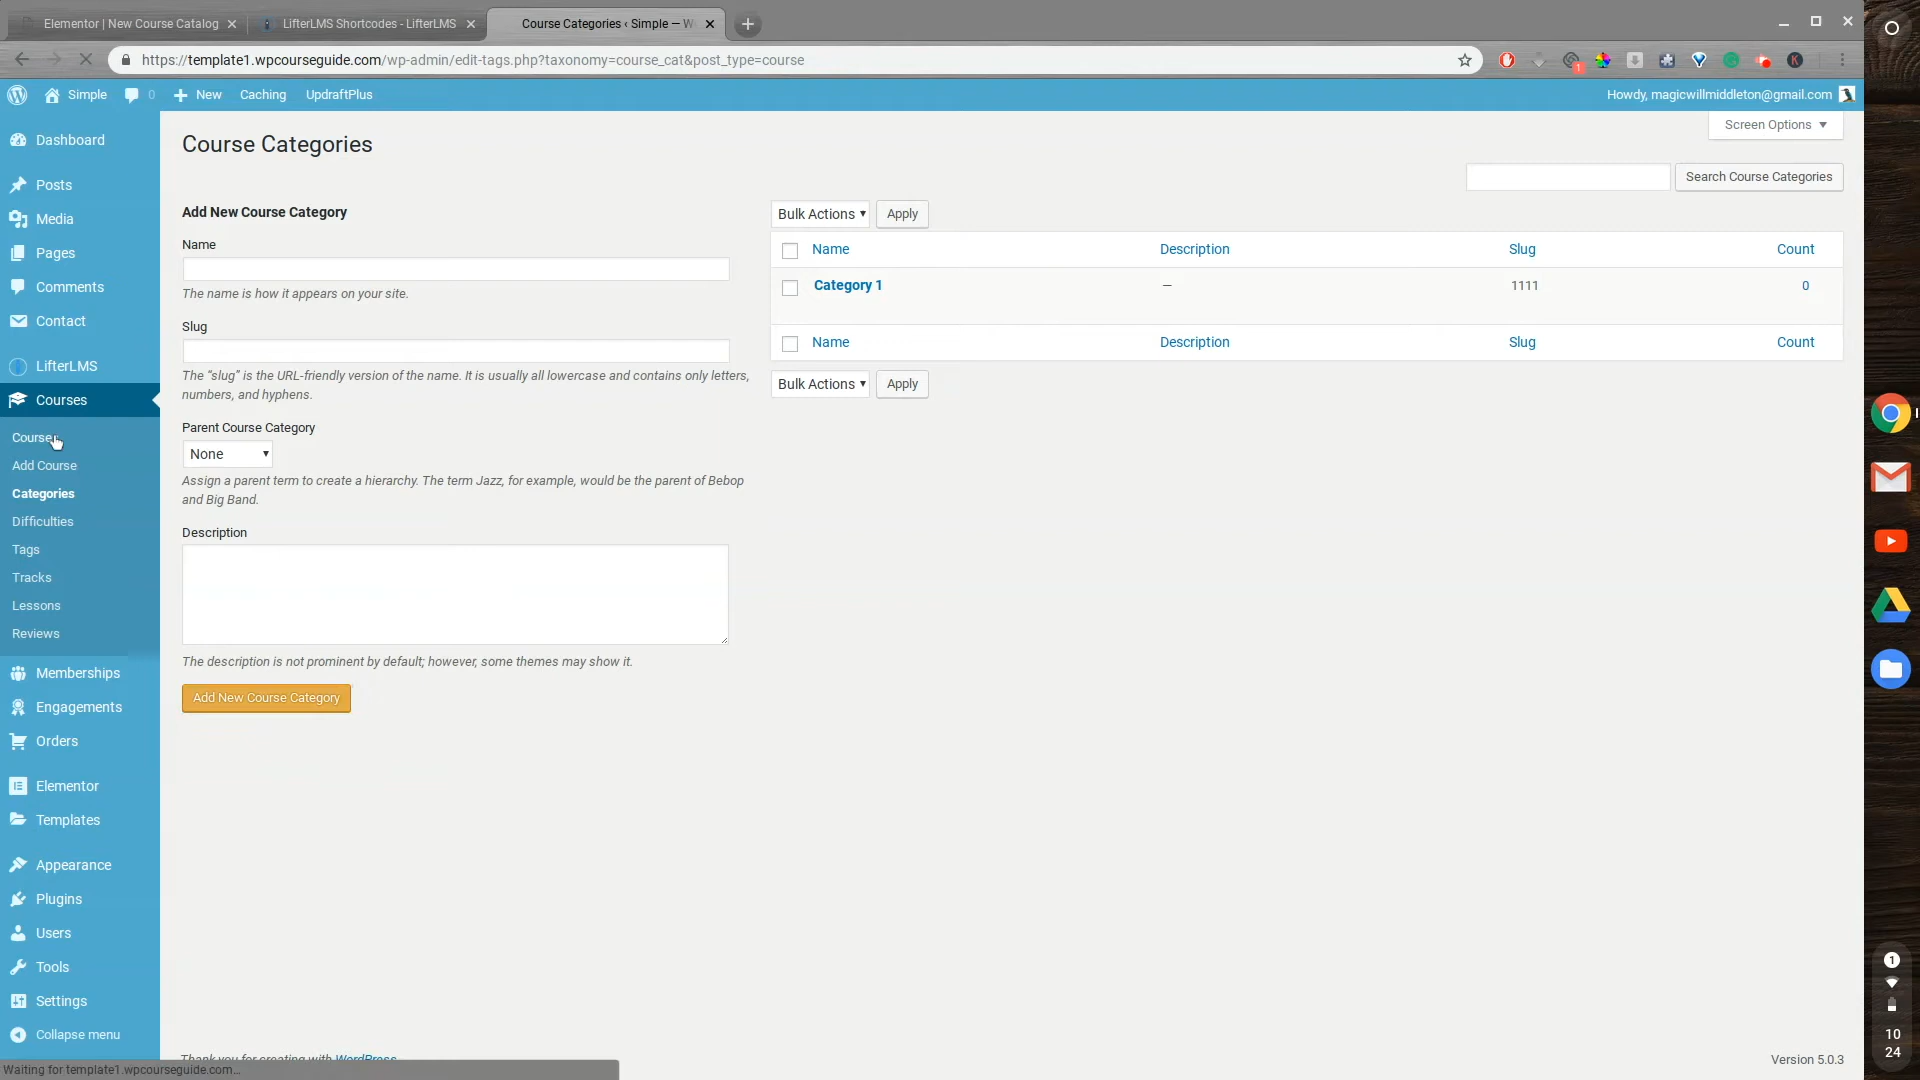 Elementor | New Course Catalog
LifterLMS Shortcodes - LifterLMS
Course Categories ‹ Simple — W
https://template1.wpcourseguide.com/wp-admin/edit-tags.php?taxonomy=course_cat&post_type=course
1
K
Simple
0
New
Caching
UpdraftPlus
Howdy, magicwillmiddleton@gmail.com
Dashboard
Posts
Media
Pages
Comments
Contact
LifterLMS
Courses
Add Course
Categories
Difficulties
Tags
Tracks
Lessons
Reviews
Memberships
Engagements
Orders
Elementor
Templates
Appearance
Plugins
Users
Tools
Settings
Collapse menu
Course Categories
Screen Options
Search Course Categories
Add New Course Category
Name
The name is how it appears on your site.
Slug
The “slug” is the URL-friendly version of the name. It is usually all lowercase and contains only letters,
numbers, and hyphens.
Parent Course Category
None
Assign a parent term to create a hierarchy. The term Jazz, for example, would be the parent of Bebop
and Big Band.
Description
The description is not prominent by default; however, some themes may show it.
Add New Course Category
Bulk Actions
Apply
Name Description Slug Count
Category 1 — 1111 0
Name Description Slug Count
Bulk Actions
Apply
Thank you for creating with WordPress.
Version 5.0.3
Waiting for template1.wpcourseguide.com...
1
10
24